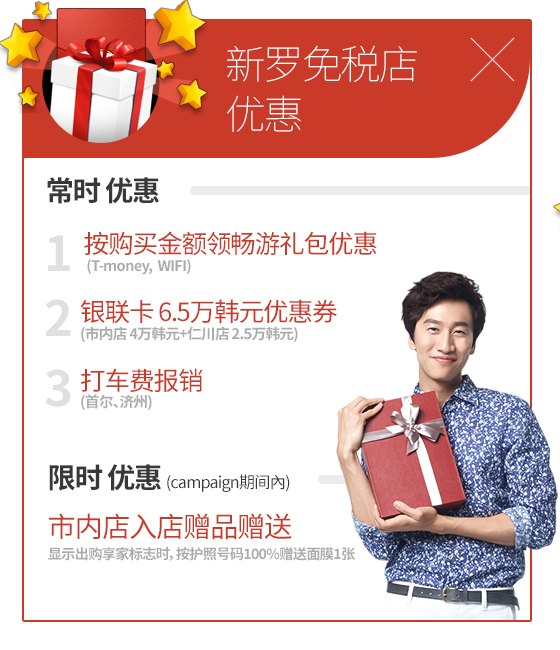 新罗免税店
优惠
常时 优惠
1 按购买金额领畅游礼包优惠
(T-money, WIFI)
2 银联卡 6.5万韩元优惠券
(市内店 4万韩元+仁川店 2.5万韩元)
3 打车费报销
(首尔、济州)
限时 优惠 (campaign期间內)
市内店入店赠品赠送
显示出购享家标志时, 按护照号码100%赠送面膜1张